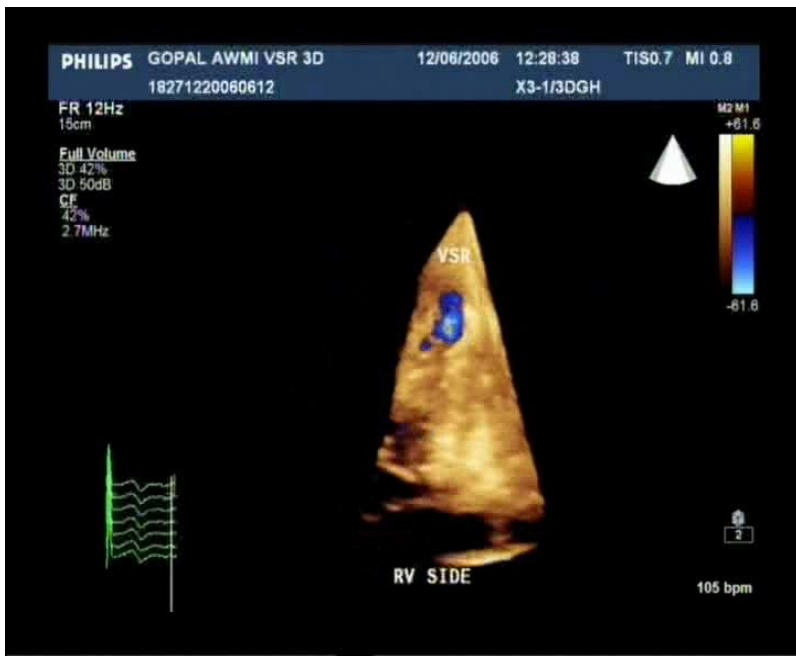 PHILIPS GOPAL AWMI VSR 3D 12/06/2006 12:28:38 TIS0.7 MI 0.8
18271220060612 X3-1/3DGH
FR 12Hz
15cm
M2 M1
+61.6
Full Volume
3D 42%
3D 50dB
CF
42%
2.7MHz
VSR
-61.6
2
RV SIDE
105 bpm